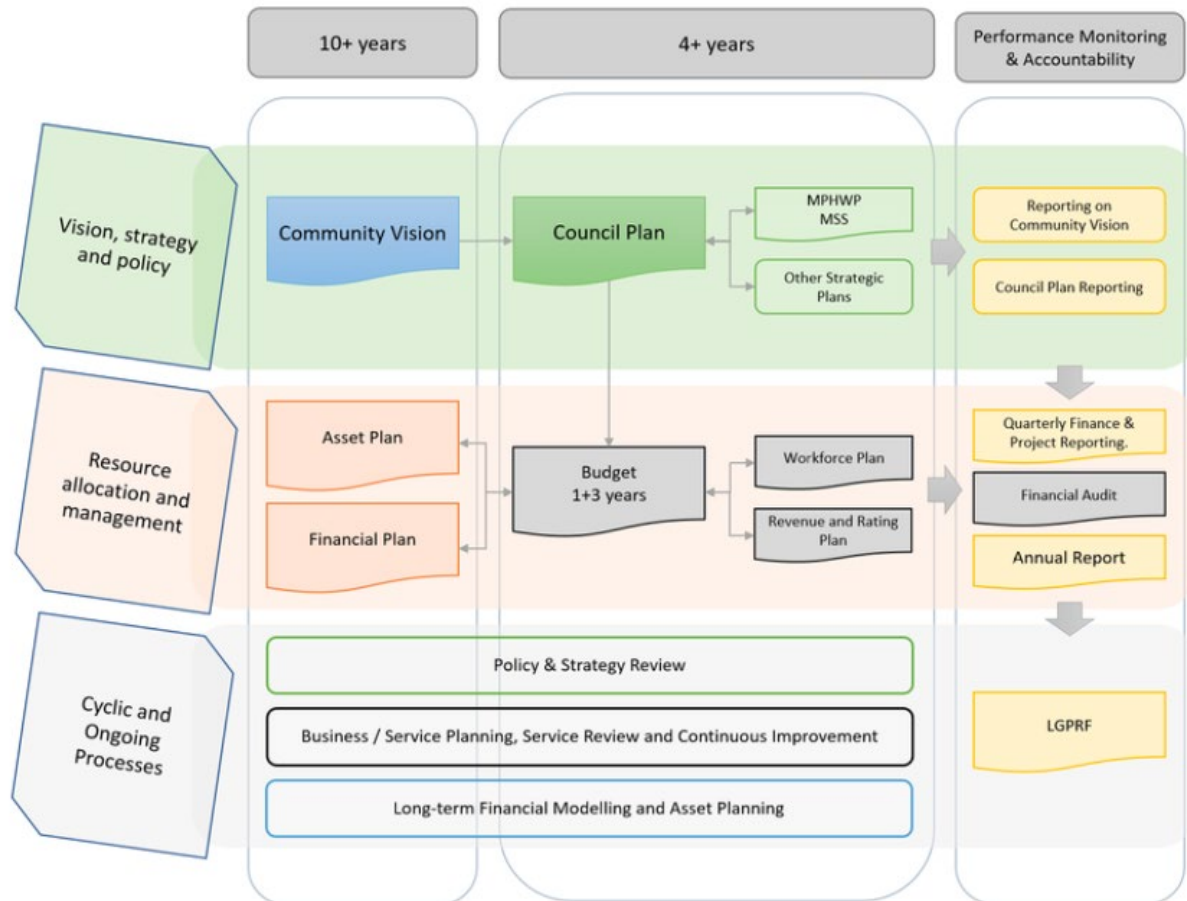 10+ years
4+ years
Performance Monitoring
& Accountability
Vision, strategy
and policy
Community Vision
Council Plan
MPHWP
MSS
Other Strategic
Plans
Reporting on
Community Vision
Council Plan Reporting
Resource
allocation and
management
Asset Plan
Financial Plan
Budget
1+3 years
Workforce Plan
Revenue and Rating
Plan
Quarterly Finance &
Project Reporting.
Financial Audit
Annual Report
Cyclic and
Ongoing
Processes
Policy & Strategy Review
Business / Service Planning, Service Review and Continuous Improvement
Long-term Financial Modelling and Asset Planning
LGPRF